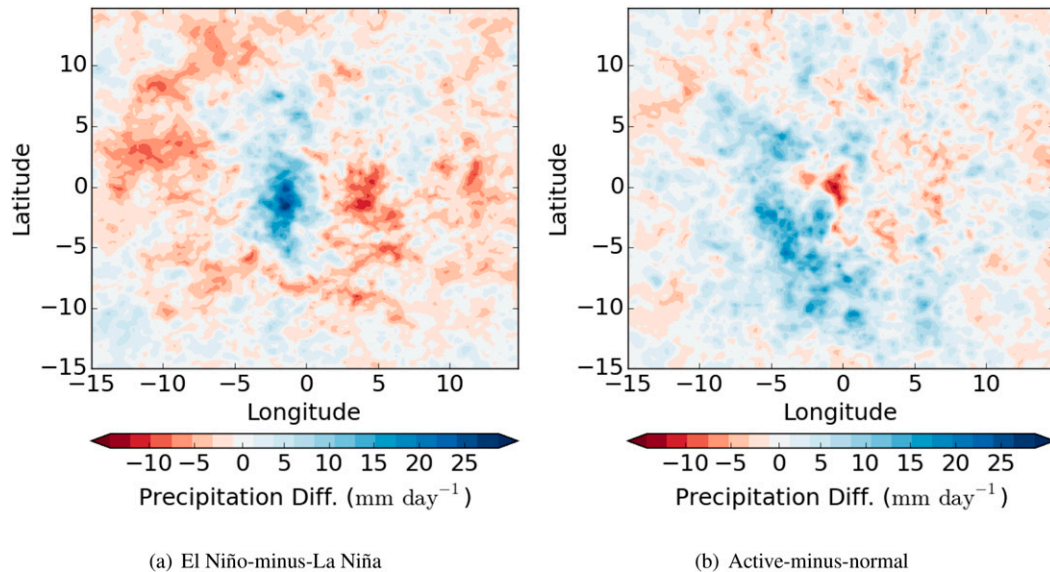 10
5
0
−5
−10
−15
Latitude
−15 −10 −5 0 5 10
Longitude
−10 −5 0 5 10 15 20 25
Precipitation Diff. (mm day⁻¹)
(a) El Niño-minus-La Niña
10
5
0
−5
−10
−15
Latitude
−15 −10 −5 0 5 10
Longitude
−10 −5 0 5 10 15 20 25
Precipitation Diff. (mm day⁻¹)
(b) Active-minus-normal